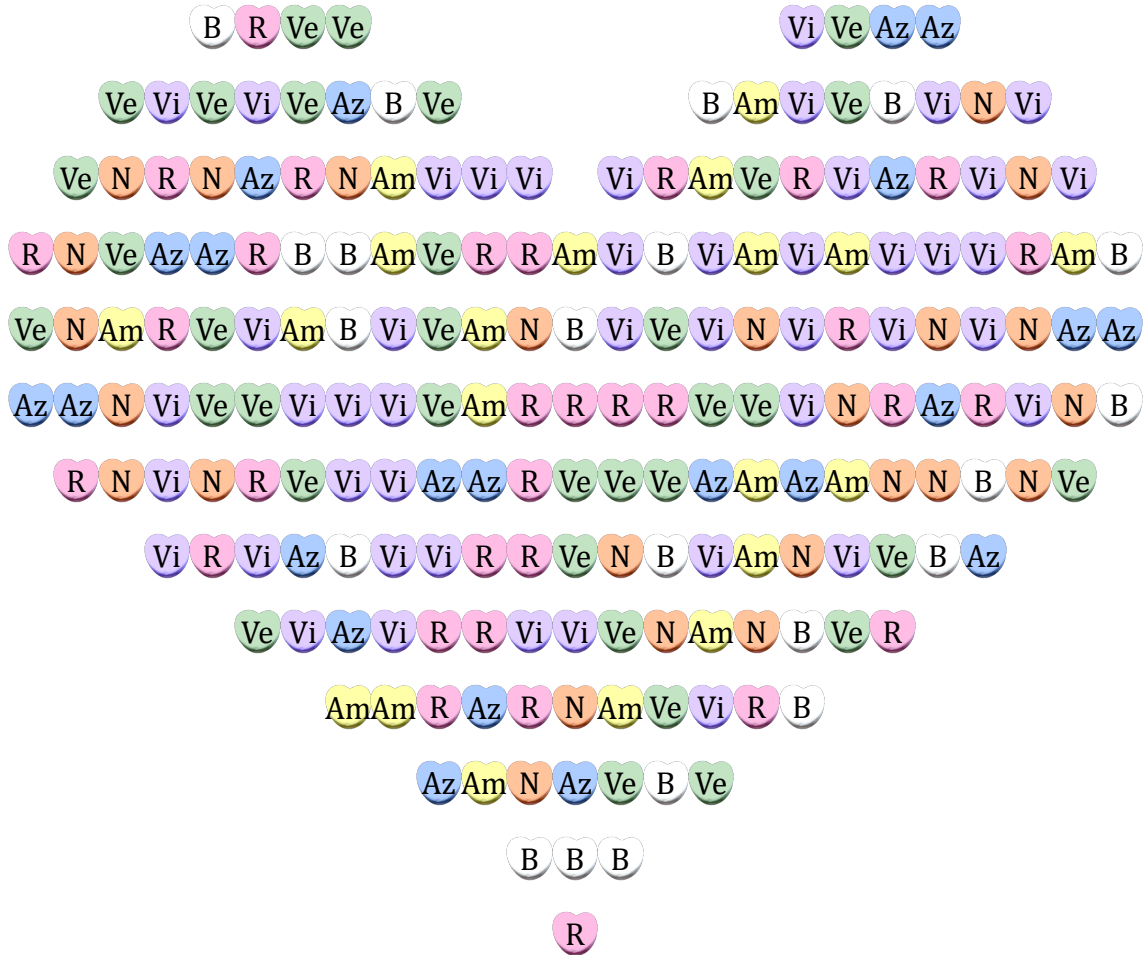 B R Ve Ve Vi Ve Az Az
Ve Vi Ve Vi Ve Az B Ve B Am Vi Ve B Vi N Vi
Ve N R N Az R N Am Vi Vi Vi Vi R Am Ve R Vi Az R Vi N Vi
R N Ve Az Az R B B Am Ve R R Am Vi B Vi Am Vi Am Vi Vi Vi R Am B
Ve N Am R Ve Vi Am B Vi Ve Am N B Vi Ve Vi N Vi R Vi N Vi N Az Az
Az Az N Vi Ve Ve Vi Vi Vi Ve Am R R R R Ve Ve Vi N R Az R Vi N B
R N Vi N R Ve Vi Vi Az Az R Ve Ve Ve Az Am Az Am N N B N Ve
Vi R Vi Az B Vi Vi R R Ve N B Vi Am N Vi Ve B Az
Ve Vi Az Vi R R Vi Vi Ve N Am N B Ve R
Am Am R Az R N Am Ve Vi R B
Az Am N Az Ve B Ve
B B B
R